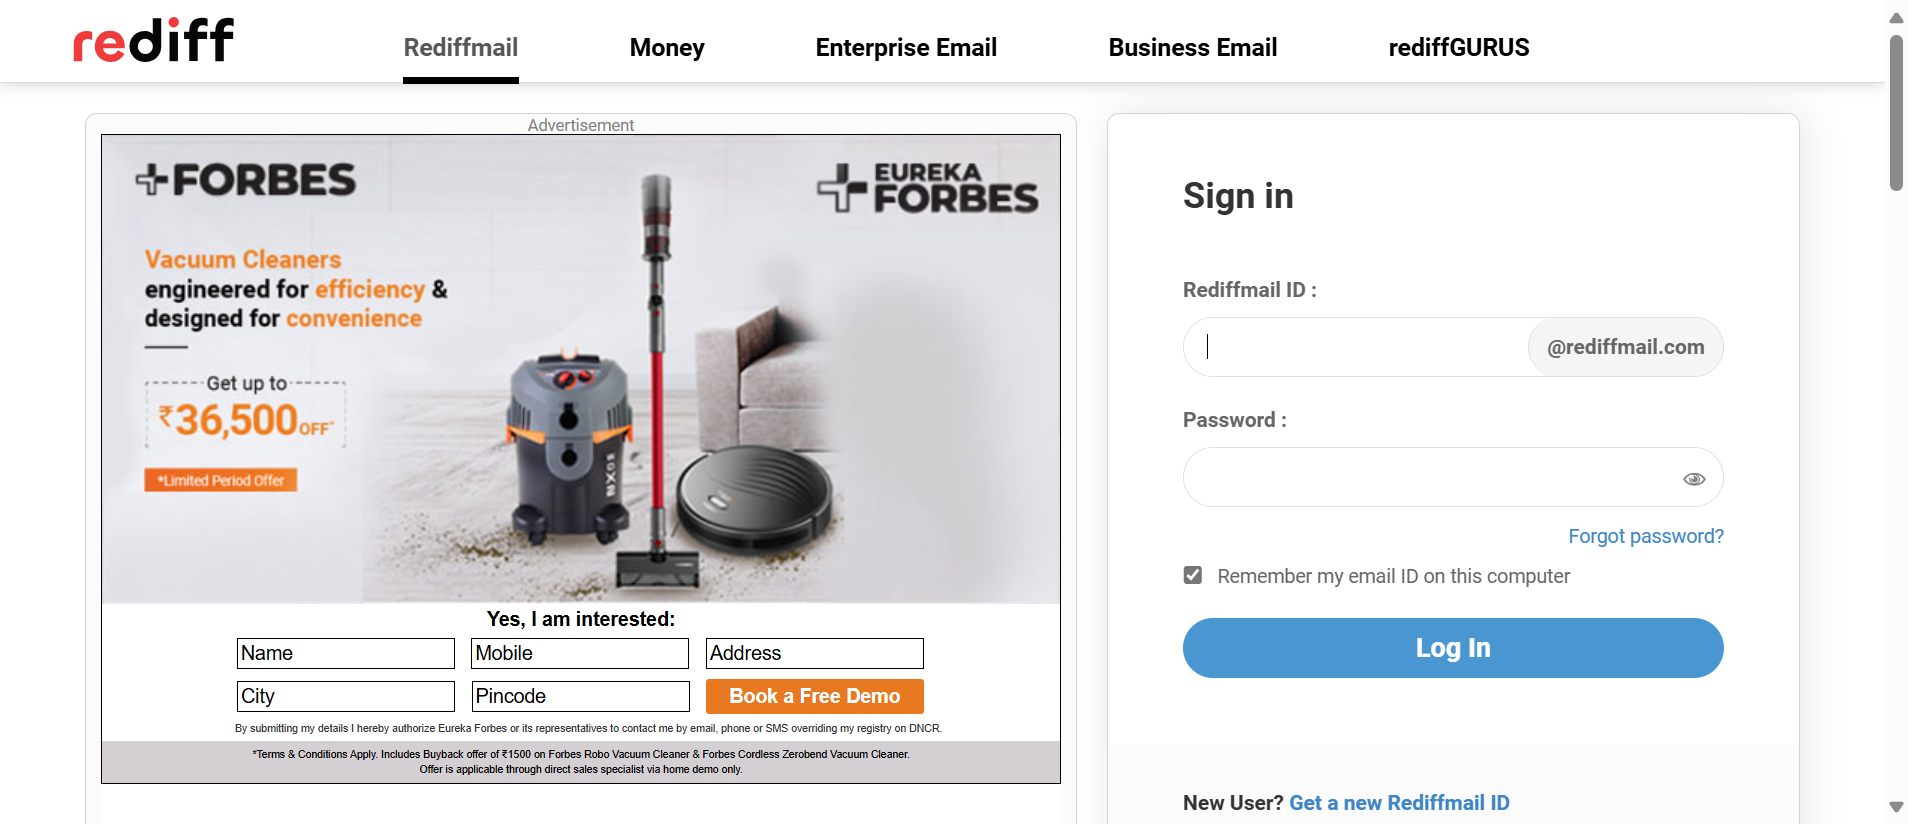 rediff
Rediffmail
Money
Enterprise Email
Business Email
rediffGURUS
Advertisement
FORBES
EUREKA
FORBES
Vacuum Cleaners
engineered for efficiency &
designed for convenience
Get up to
₹36,500 OFF*
*Limited Period Offer
Yes, I am interested:
Name
Mobile
Address
City
Pincode
Book a Free Demo
By submitting my details I hereby authorize Eureka Forbes or its representatives to contact me by email, phone or SMS overriding my registry on DNCR.
*Terms & Conditions Apply. Includes Buyback offer of ₹1500 on Forbes Robo Vacuum Cleaner & Forbes Cordless Zerobend Vacuum Cleaner.
Offer is applicable through direct sales specialist via home demo only.
Sign in
Rediffmail ID :
@rediffmail.com
Password :
Forgot password?
Remember my email ID on this computer
Log In
New User? Get a new Rediffmail ID